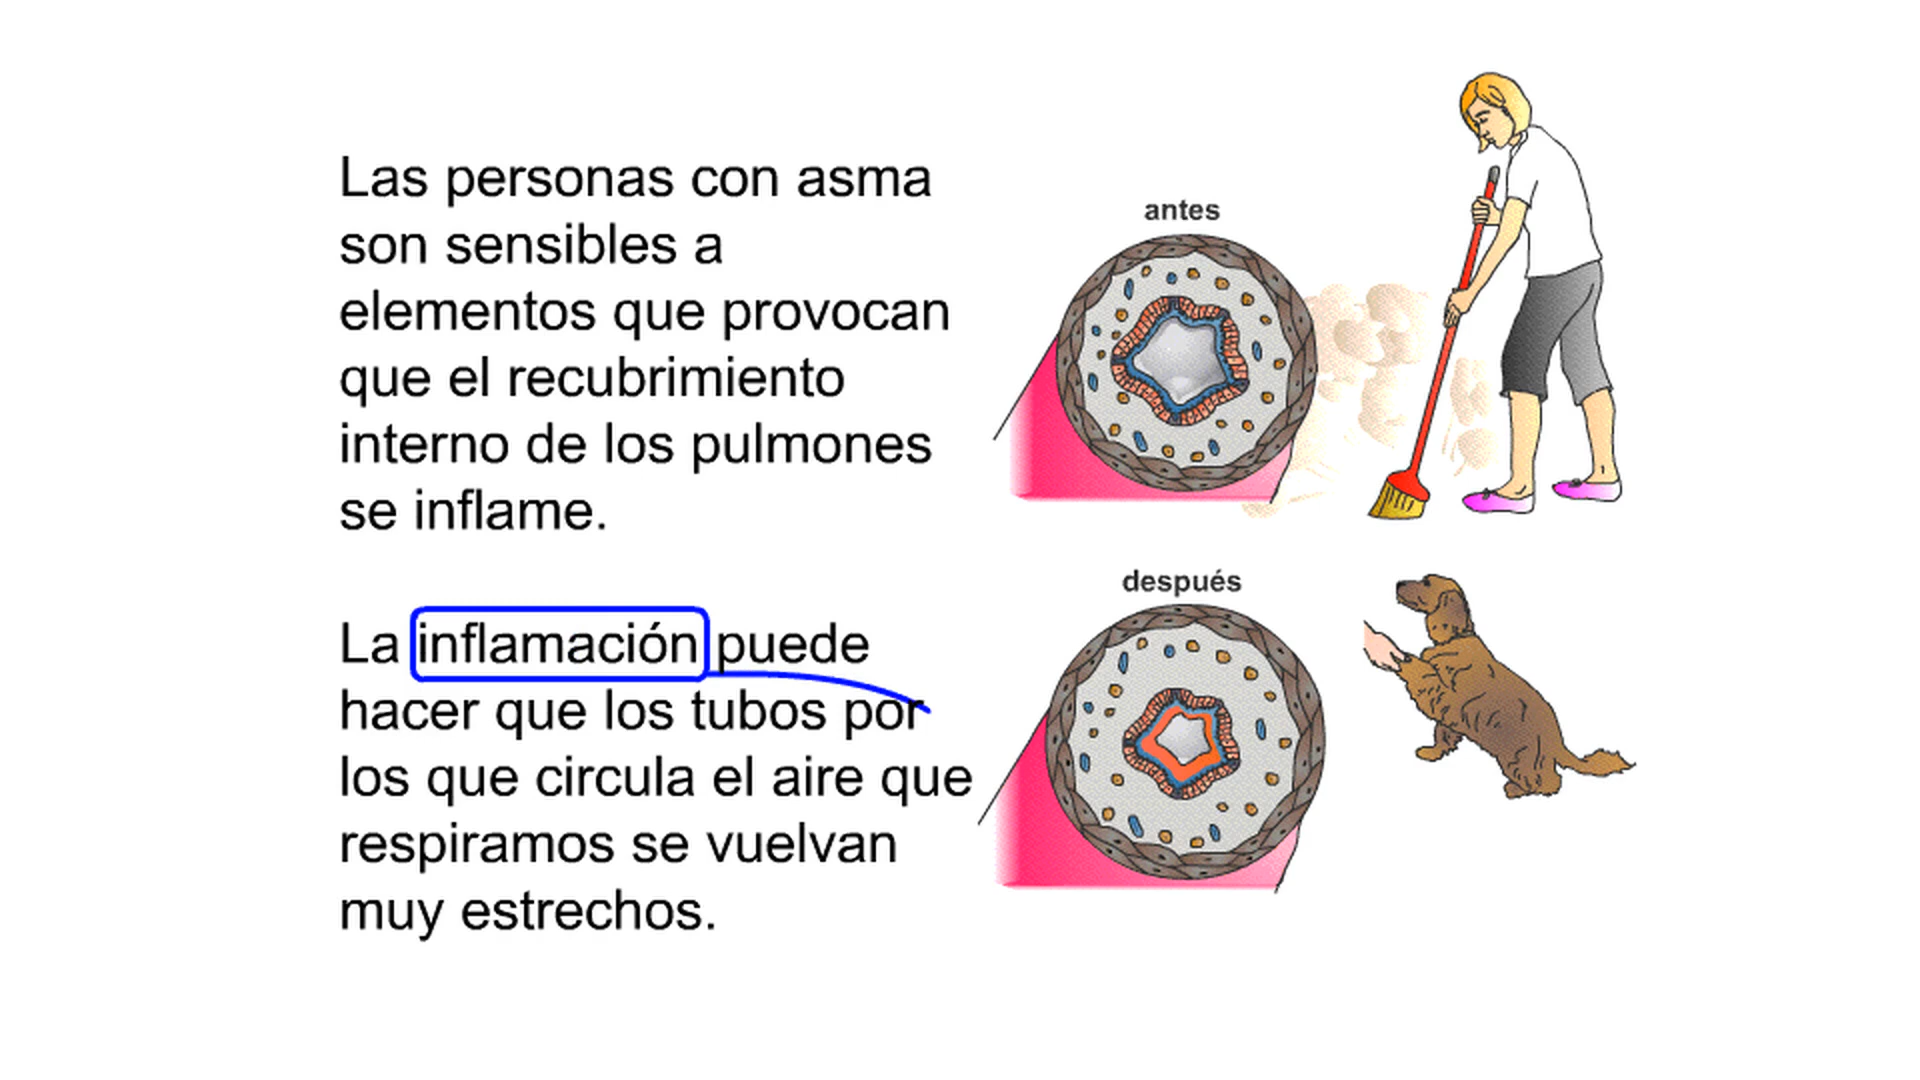 Las personas con asma
son sensibles a
elementos que provocan
que el recubrimiento
interno de los pulmones
se inflame.
La inflamación puede
hacer que los tubos por
los que circula el aire que
respiramos se vuelvan
muy estrechos.
antes
después